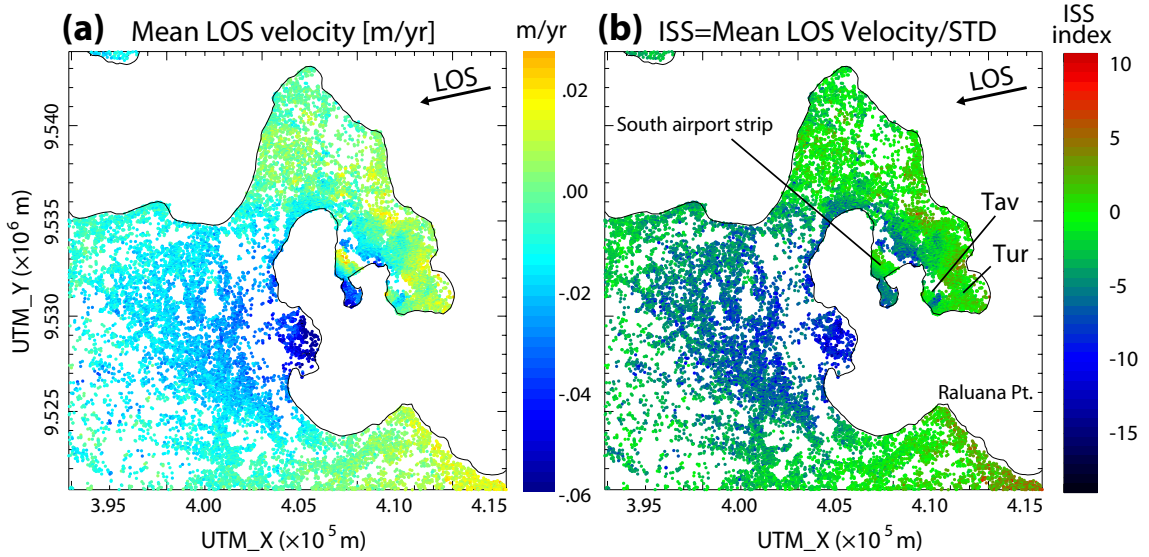 (a) Mean LOS velocity [m/yr]
m/yr
(b) ISS=Mean LOS Velocity/STD
ISS
index
LOS
LOS
.02
.00
-.02
-.04
-.06
10
5
0
-5
-10
-15
South airport strip
Tav
Tur
Raluana Pt.
UTM_Y (×10⁶ m)
9.540
9.535
9.530
9.525
3.95
4.00
4.05
4.10
4.15
UTM_X (×10⁵ m)
3.95
4.00
4.05
4.10
4.15
UTM_X (×10⁵ m)